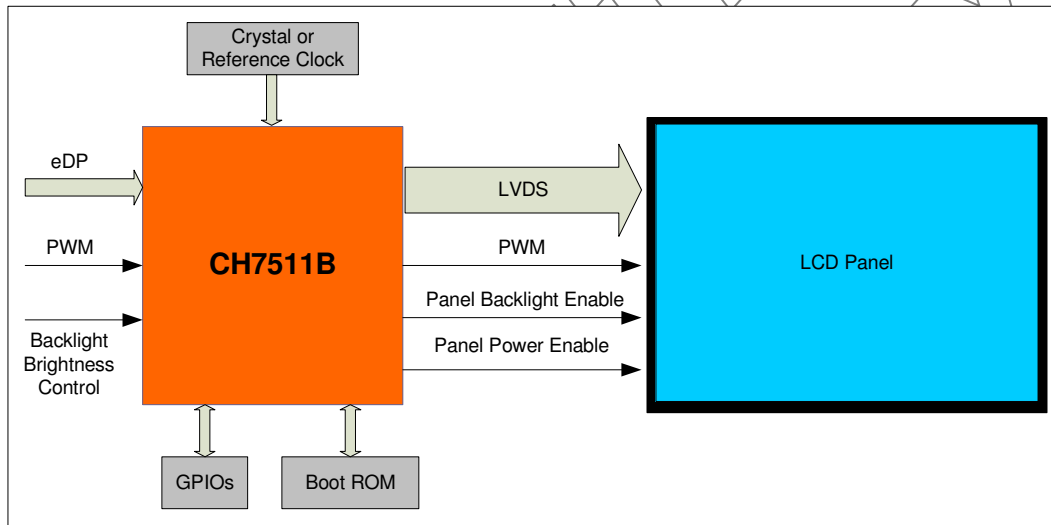 Crystal or
Reference Clock
eDP
LVDS
PWM
CH7511B
PWM
LCD Panel
Panel Backlight Enable
Backlight
Brightness
Control
Panel Power Enable
GPIOs
Boot ROM